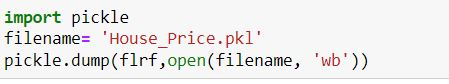 import pickle
filename= 'House_Price.pkl'
pickle.dump(flrf,open(filename, 'wb'))